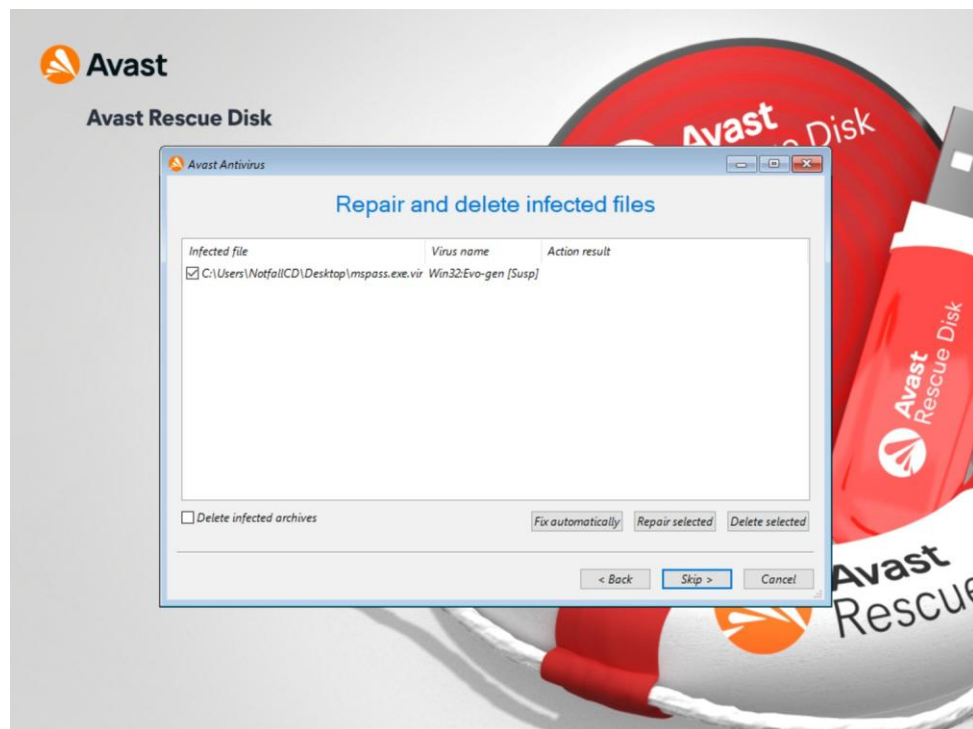 Avast
Avast Rescue Disk
Avast
Rescue Disk
Avast Antivirus
Repair and delete infected files
Infected file Virus name Action result
C:\Users\NotfallCD\Desktop\mspass.exe.vir Win32:Evo-gen [Susp]
Avast
Rescue Disk
Delete infected archives
Fix automatically Repair selected Delete selected
< Back Skip > Cancel
Avast